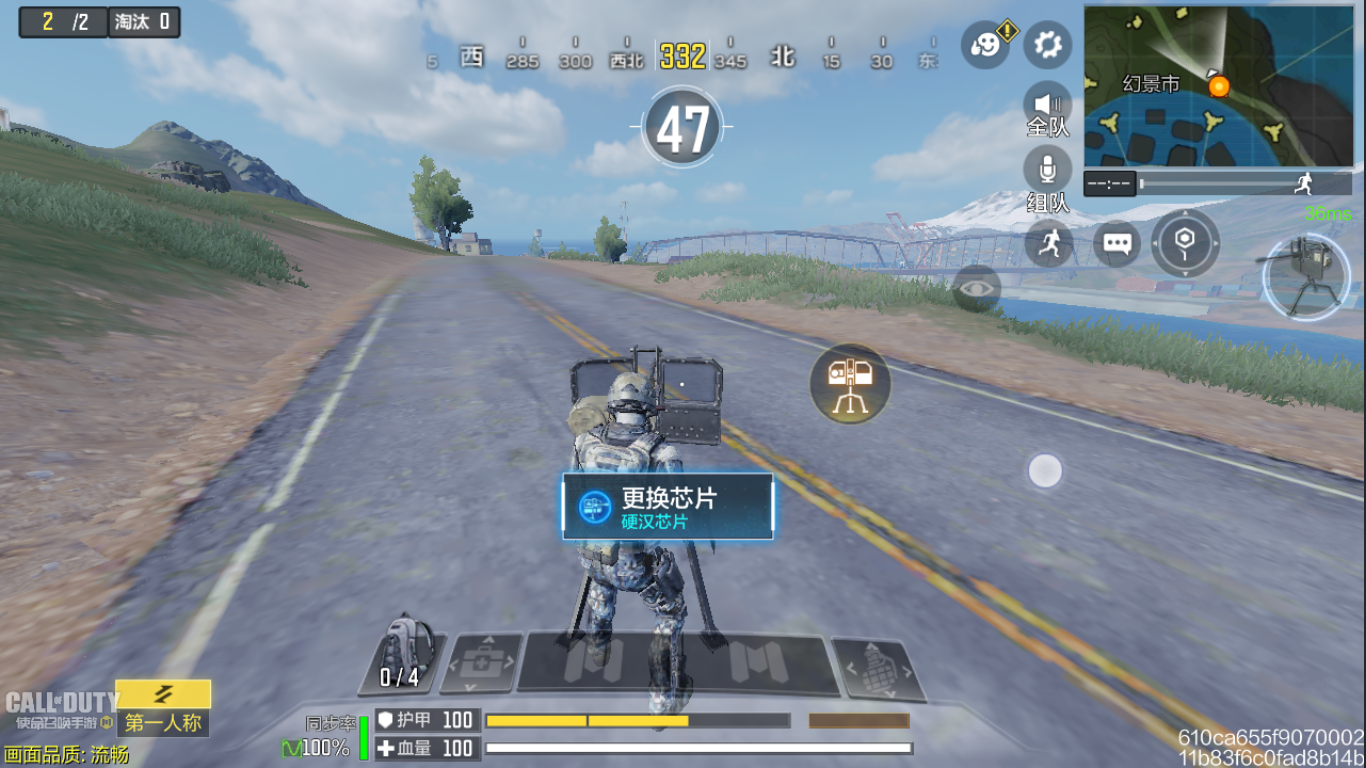 2 /2 淘汰 0
5 西 285 300 西北 332 345 北 15 30 东
47
全队
组队
幻景市
--:--
36ms
更换芯片
硬汉芯片
0/4
CALL OF DUTY
使命召唤手游
第一人称
画面品质: 流畅
同步率
100%
护甲 100
血量 100
610ca655f9070002
11b83f6c0fad8b14b